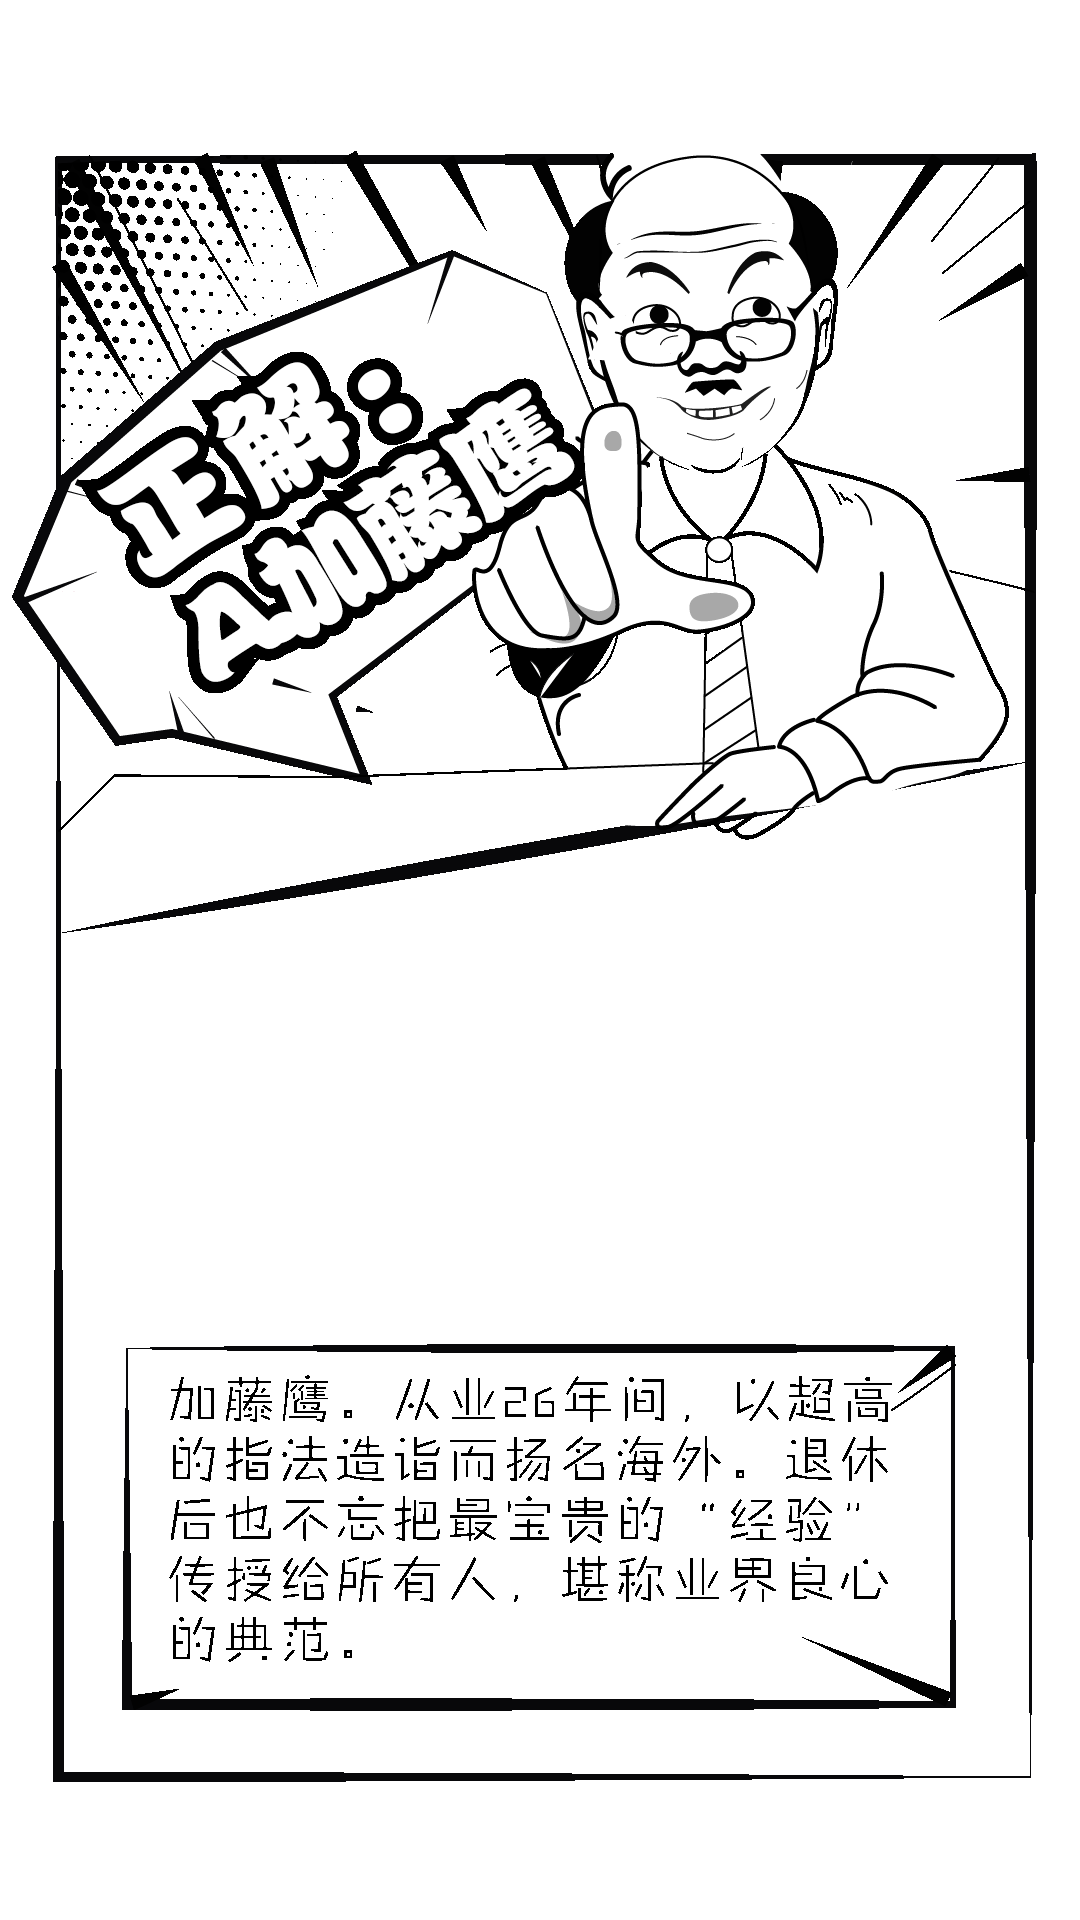 正解：
A加藤鹰
加藤鹰。从业26年间，以超高
的指法造诣而扬名海外。退休
后也不忘把最宝贵的“经验”
传授给所有人，堪称业界良心
的典范。